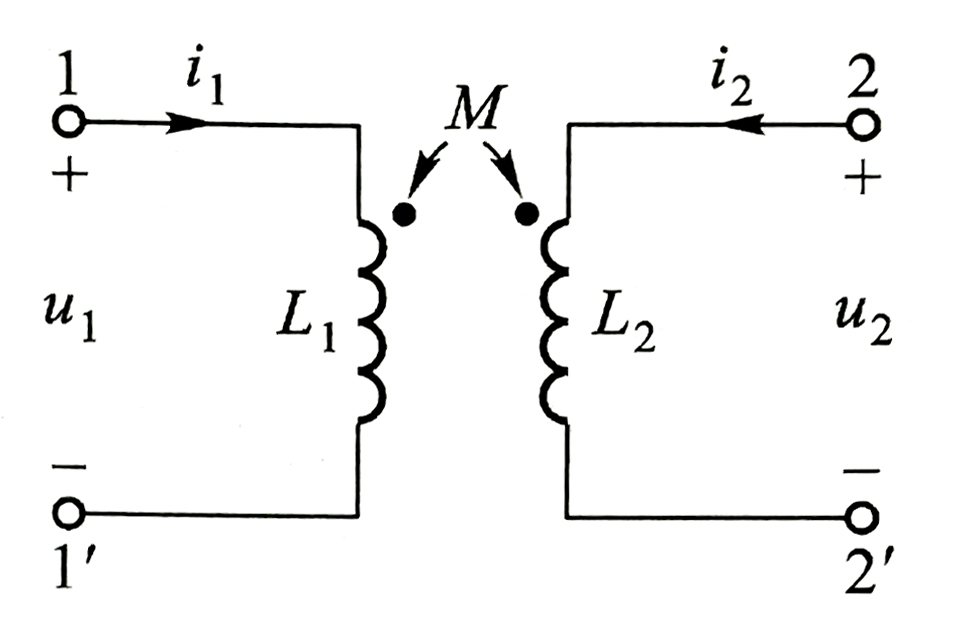 1 i₁ M i₂ 2
+ +
u₁ L₁ L₂ u₂
− −
1′ 2′